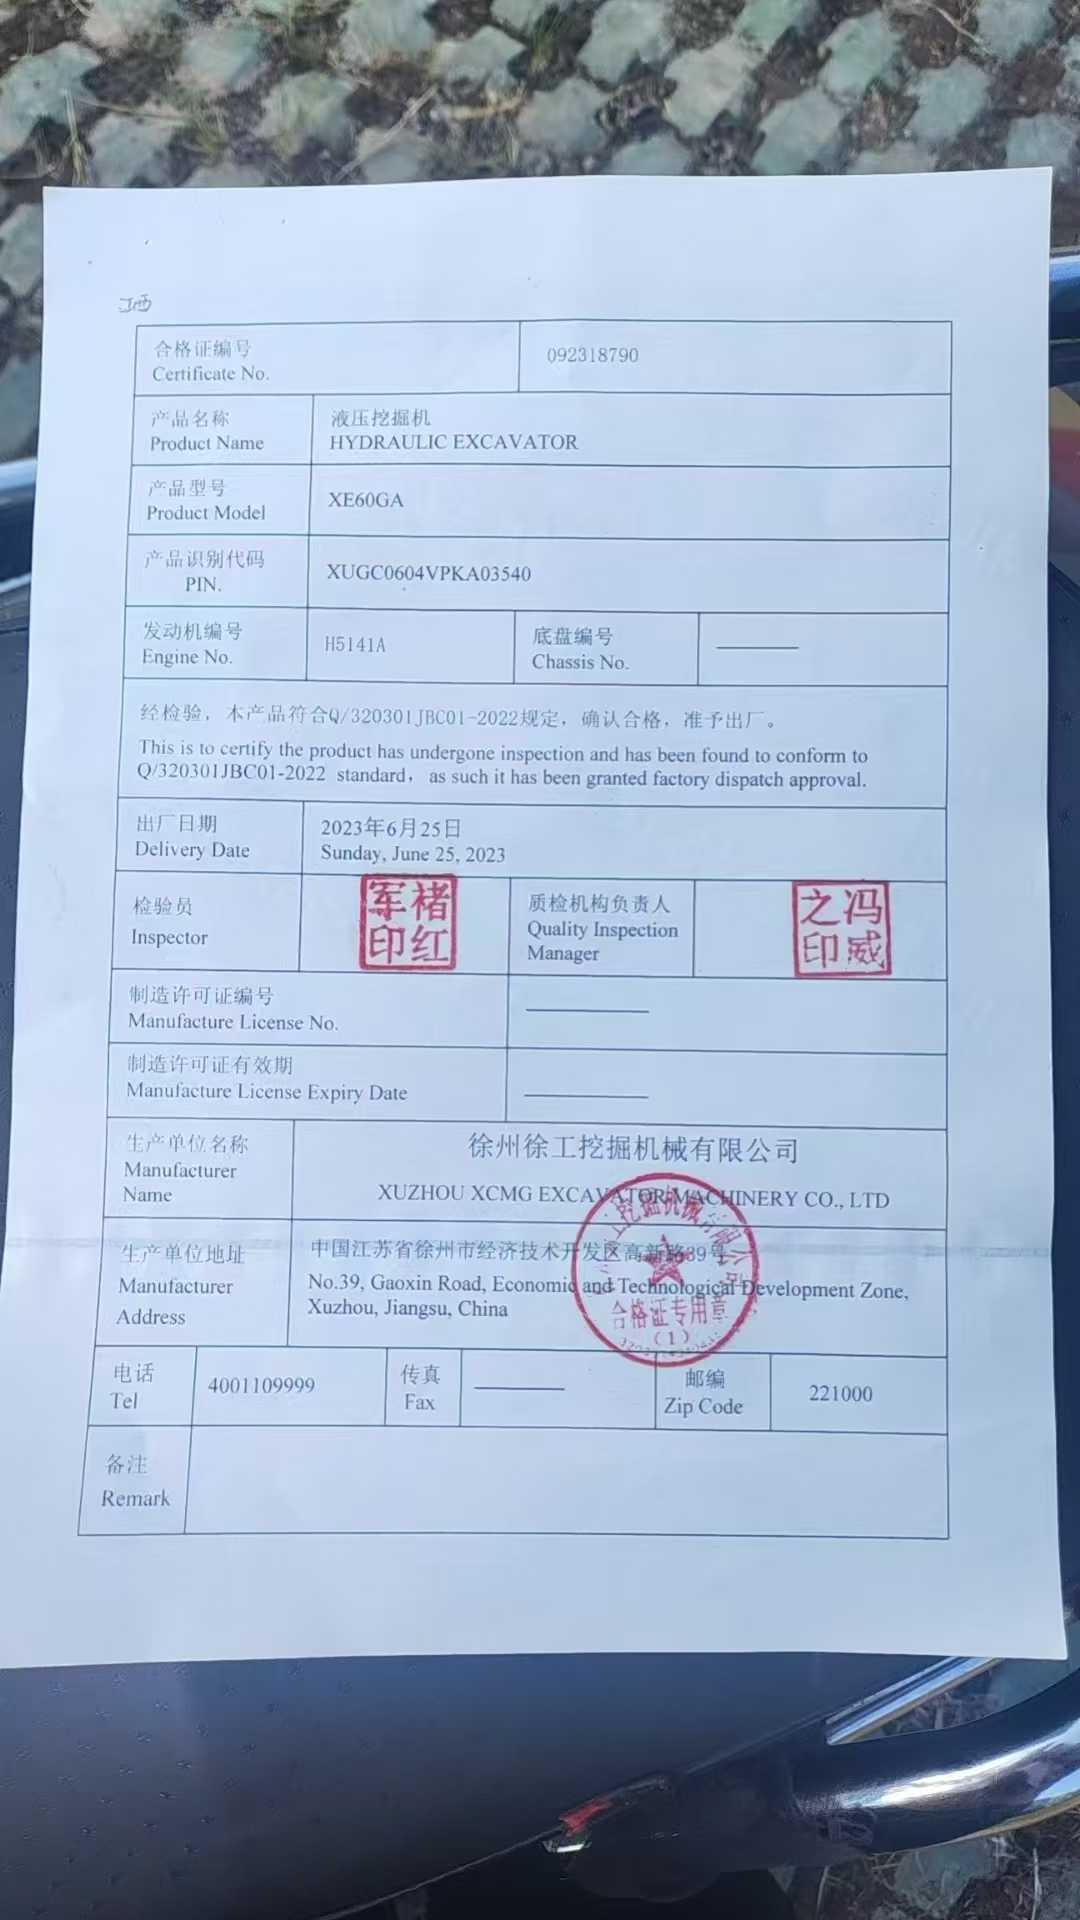 江西
合格证编号
Certificate No.
092318790
产品名称
Product Name
液压挖掘机
HYDRAULIC EXCAVATOR
产品型号
Product Model
XE60GA
产品识别代码
PIN.
XUGC0604VPKA03540
发动机编号
Engine No.
H5141A
底盘编号
Chassis No.
经检验，本产品符合Q/320301JBC01-2022规定，确认合格，准予出厂。
This is to certify the product has undergone inspection and has been found to conform to
Q/320301JBC01-2022 standard，as such it has been granted factory dispatch approval.
出厂日期
Delivery Date
2023年6月25日
Sunday, June 25, 2023
检验员
Inspector
褚红军印
质检机构负责人
Quality Inspection
Manager
冯威之印
制造许可证编号
Manufacture License No.
制造许可证有效期
Manufacture License Expiry Date
生产单位名称
Manufacturer
Name
徐州徐工挖掘机械有限公司
XUZHOU XCMG EXCAVATOR MACHINERY CO., LTD
生产单位地址
Manufacturer
Address
中国江苏省徐州市经济技术开发区高新路39号
No.39, Gaoxin Road, Economic and Technological Development Zone,
Xuzhou, Jiangsu, China
工挖掘机械有限公
合格证专用章
（1）
电话
Tel
4001109999
传真
Fax
邮编
Zip Code
221000
备注
Remark